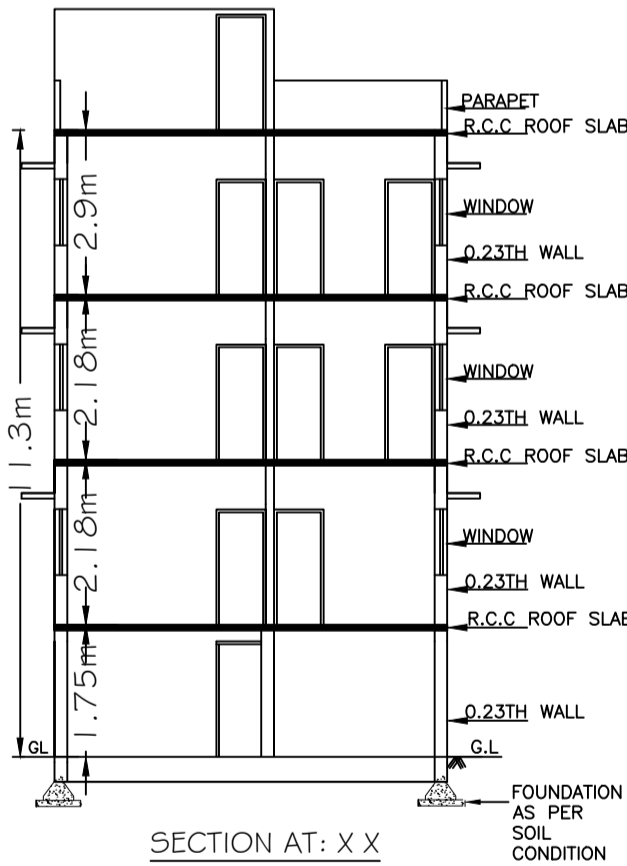 PARAPET
R.C.C ROOF SLAB
2.9m
WINDOW
0.23TH WALL
R.C.C ROOF SLAB
2.18m
WINDOW
0.23TH WALL
11.3m
R.C.C ROOF SLAB
2.18m
WINDOW
0.23TH WALL
R.C.C ROOF SLAB
1.75m
0.23TH WALL
GL
G.L
FOUNDATION
AS PER
SOIL
CONDITION
SECTION AT: X X